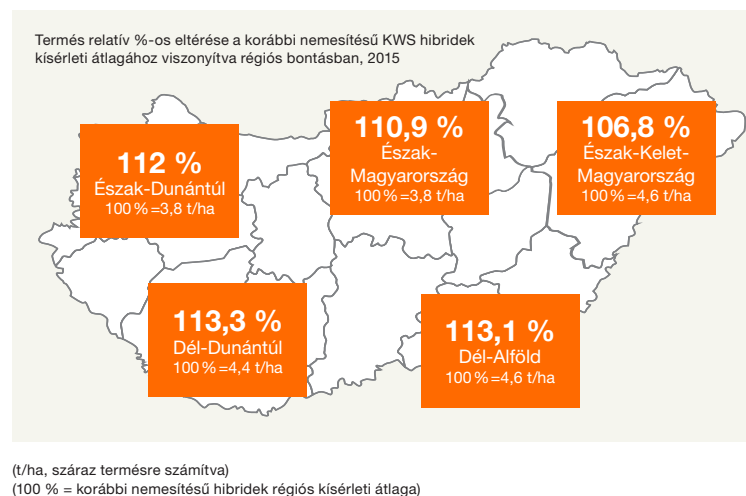 Termés relatív %-os eltérése a korábbi nemesítésű KWS hibridek
kísérleti átlagához viszonyítva régiós bontásban, 2015
112 %
Észak-Dunántúl
100 % =3,8 t/ha
110,9 %
Észak-
Magyarország
100 % =3,8 t/ha
106,8 %
Észak-Kelet-
Magyarország
100 % =4,6 t/ha
113,3 %
Dél-Dunántúl
100 % =4,4 t/ha
113,1 %
Dél-Alföld
100 % =4,6 t/ha
(t/ha, száraz termésre számítva)
(100 % = korábbi nemesítésű hibridek régiós kísérleti átlaga)